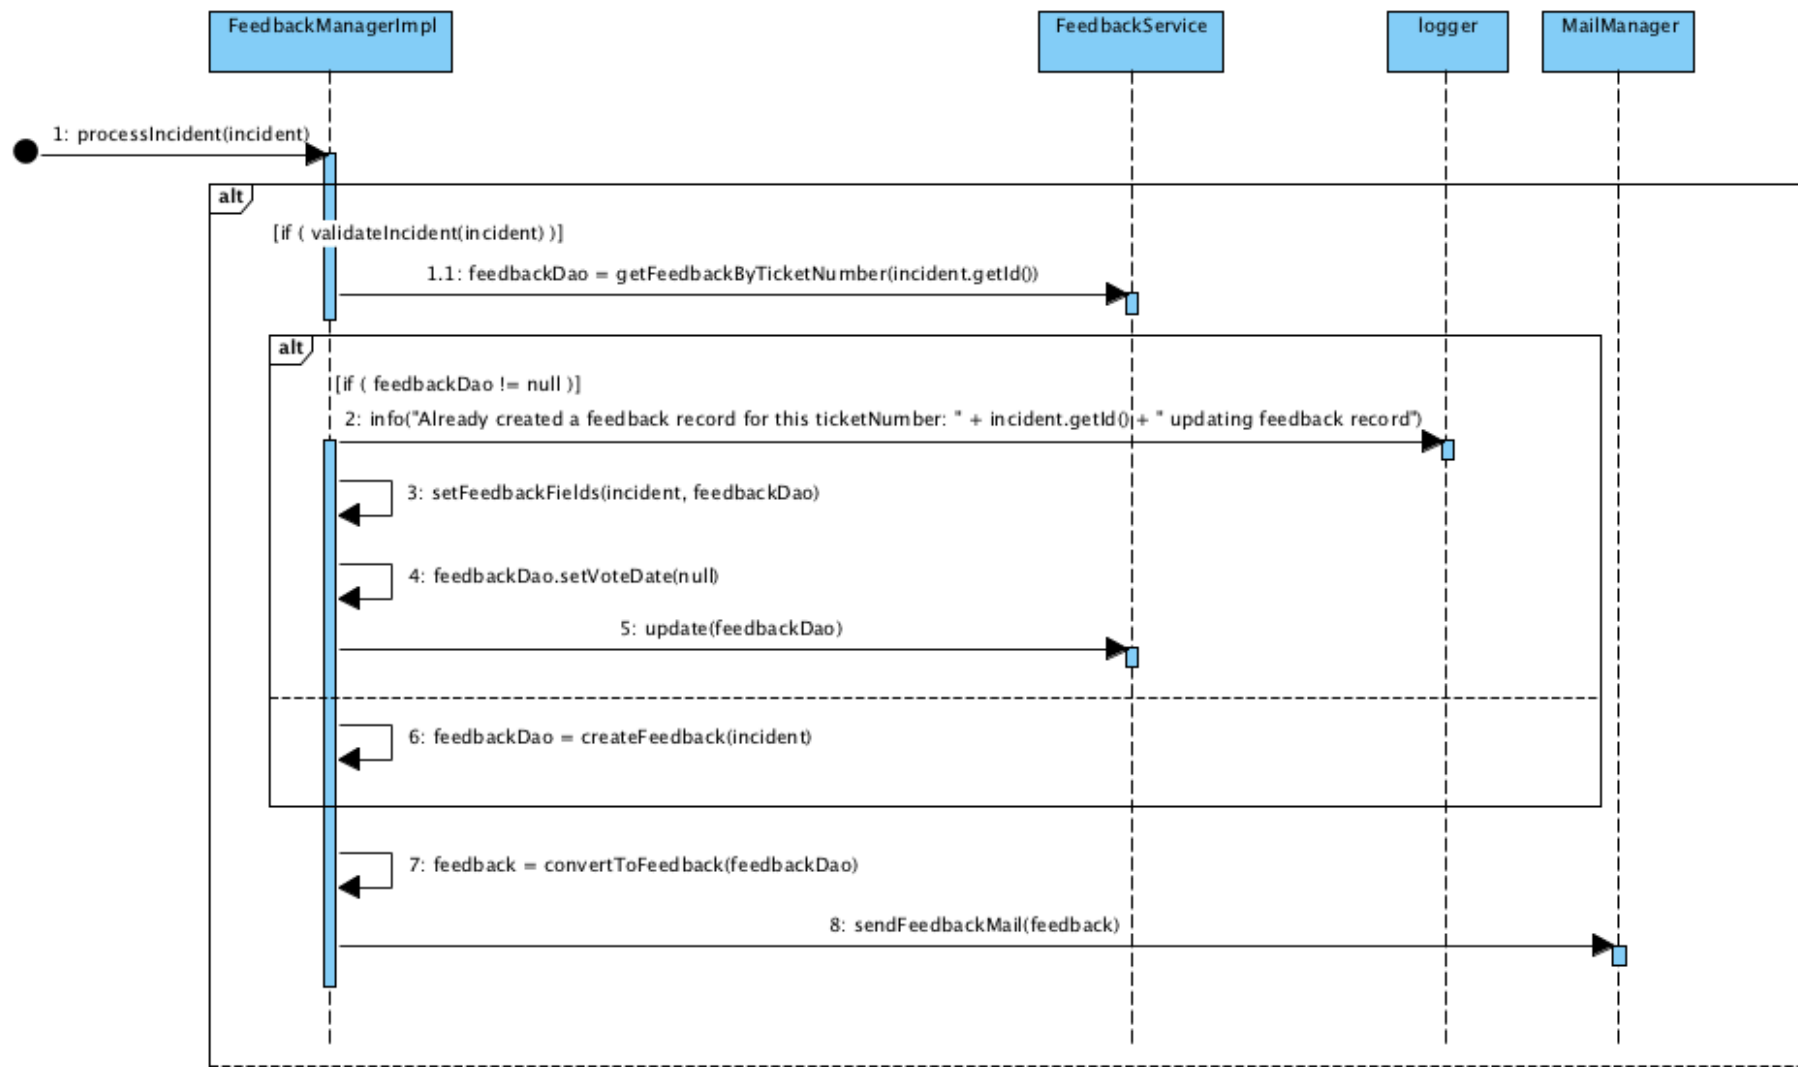 FeedbackManagerImpl
FeedbackService
logger
MailManager
1: processIncident(incident)
alt
[if ( validateIncident(incident) )]
1.1: feedbackDao = getFeedbackByTicketNumber(incident.getId())
alt
[if ( feedbackDao != null )]
2: info("Already created a feedback record for this ticketNumber: " + incident.getId() + " updating feedback record")
3: setFeedbackFields(incident, feedbackDao)
4: feedbackDao.setVoteDate(null)
5: update(feedbackDao)
6: feedbackDao = createFeedback(incident)
7: feedback = convertToFeedback(feedbackDao)
8: sendFeedbackMail(feedback)